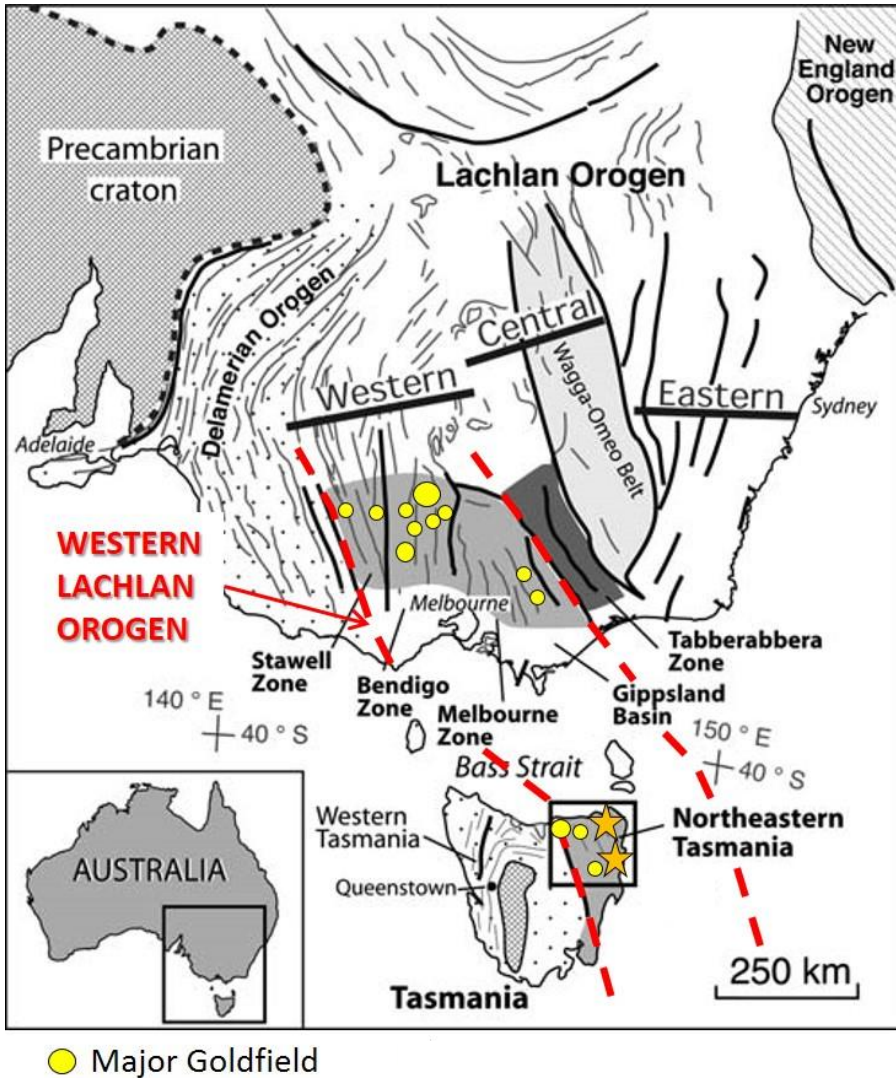 New
England
Orogen
Precambrian
craton
Lachlan Orogen
Delamerian Orogen
Central
Western
Wagga-Omeo Belt
Eastern
Sydney
Adelaide
WESTERN
LACHLAN
OROGEN
Melbourne
Stawell
Zone
Bendigo
Zone
Melbourne
Zone
Tabberabbera
Zone
Gippsland
Basin
140 ° E
40 ° S
150 ° E
40 ° S
Bass Strait
Western
Tasmania
Queenstown
Northeastern
Tasmania
AUSTRALIA
Tasmania
250 km
Major Goldfield